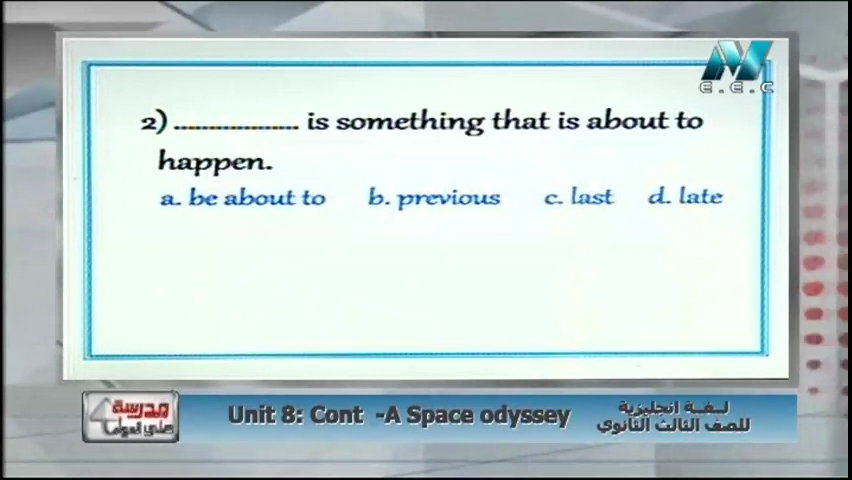 E.E.C
2) .................. is something that is about to
happen.
a. be about to b. previous c. last d. late
مدرسة
على الهواء
Unit 8: Cont -A Space odyssey
لـغـة انجليزية
للصف الثالث الثانوي